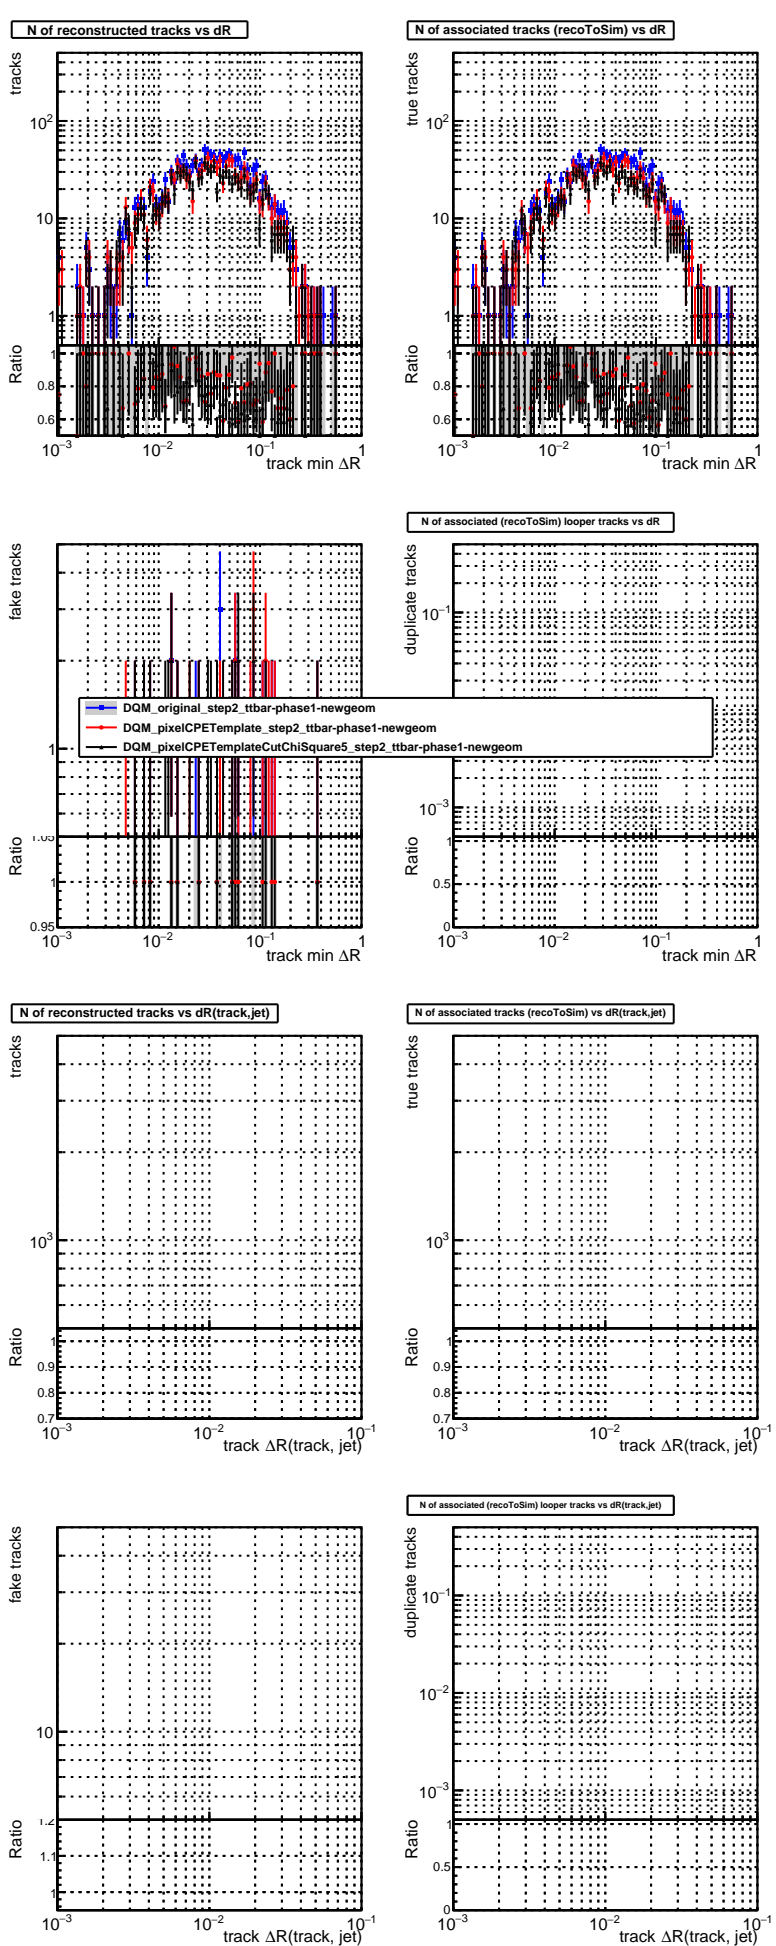 N of reconstructed tracks vs dR
tracks
10²
10
1
Ratio
1
0.8
0.6
10⁻³ 10⁻² 10⁻¹ 1
track min ΔR
N of associated tracks (recoToSim) vs dR
true tracks
10²
10
1
Ratio
1
0.8
0.6
10⁻³ 10⁻² 10⁻¹ 1
track min ΔR
fake tracks
1
Ratio
1.05
1
0.95
10⁻³ 10⁻² 10⁻¹ 1
track min ΔR
N of associated (recoToSim) looper tracks vs dR
duplicate tracks
10⁻¹
10⁻³
Ratio
1
0.5
0
10⁻³ 10⁻² 10⁻¹ 1
track min ΔR
DQM_original_step2_ttbar-phase1-newgeom
DQM_pixelCPETemplate_step2_ttbar-phase1-newgeom
DQM_pixelCPETemplateCutChiSquare5_step2_ttbar-phase1-newgeom
N of reconstructed tracks vs dR(track,jet)
tracks
10³
Ratio
1
0.9
0.8
0.7
10⁻³ 10⁻² 10⁻¹
track ΔR(track, jet)
N of associated tracks (recoToSim) vs dR(track,jet)
true tracks
10³
Ratio
1
0.9
0.8
0.7
10⁻³ 10⁻² 10⁻¹
track ΔR(track, jet)
fake tracks
10
Ratio
1.2
1.1
1
10⁻³ 10⁻² 10⁻¹
track ΔR(track, jet)
N of associated (recoToSim) looper tracks vs dR(track,jet)
duplicate tracks
10⁻¹
10⁻²
10⁻³
Ratio
1
0.5
0
10⁻³ 10⁻² 10⁻¹
track ΔR(track, jet)